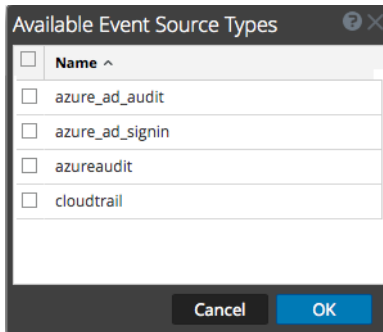 Available Event Source Types
Name
azure_ad_audit
azure_ad_signin
azureaudit
cloudtrail
Cancel OK